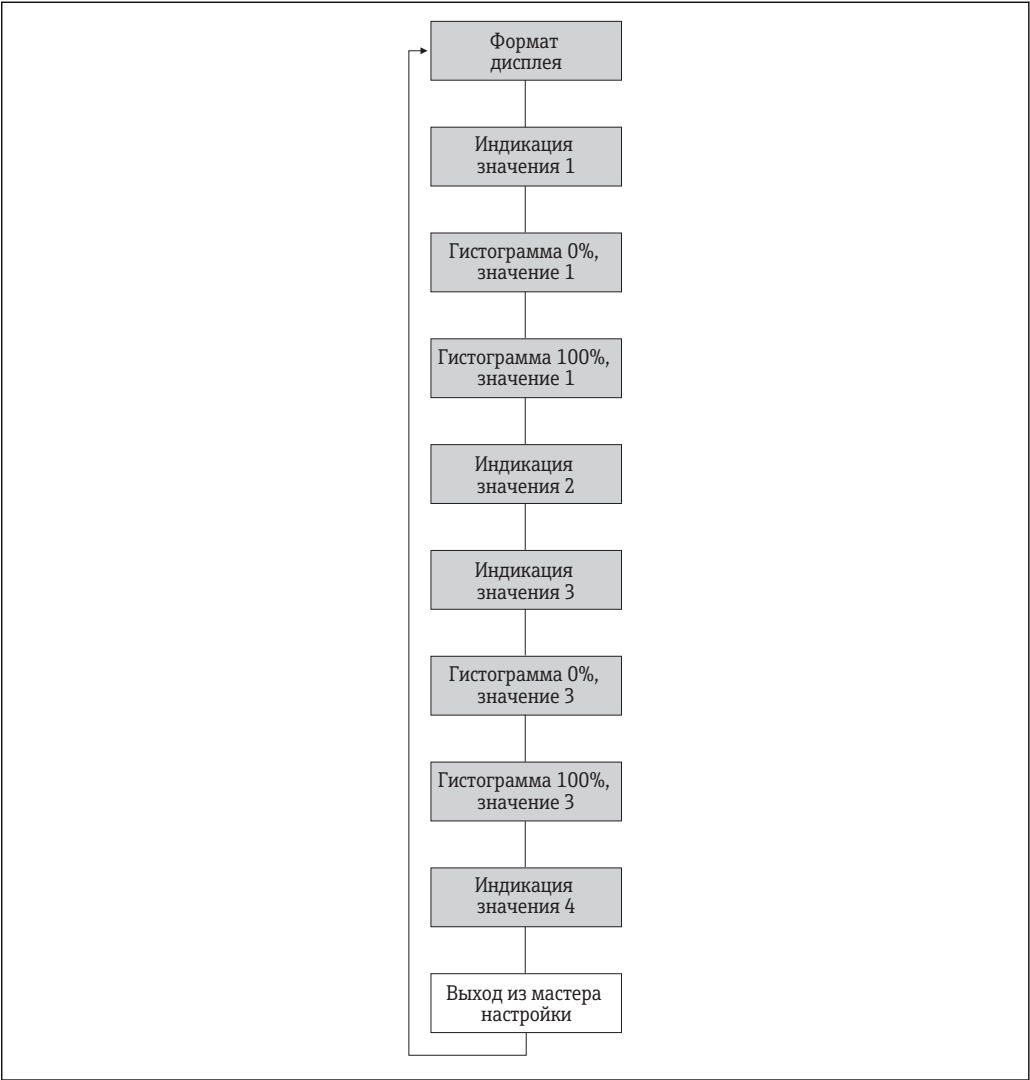 Формат
дисплея
Индикация
значения 1
Гистограмма 0%,
значение 1
Гистограмма 100%,
значение 1
Индикация
значения 2
Индикация
значения 3
Гистограмма 0%,
значение 3
Гистограмма 100%,
значение 3
Индикация
значения 4
Выход из мастера
настройки